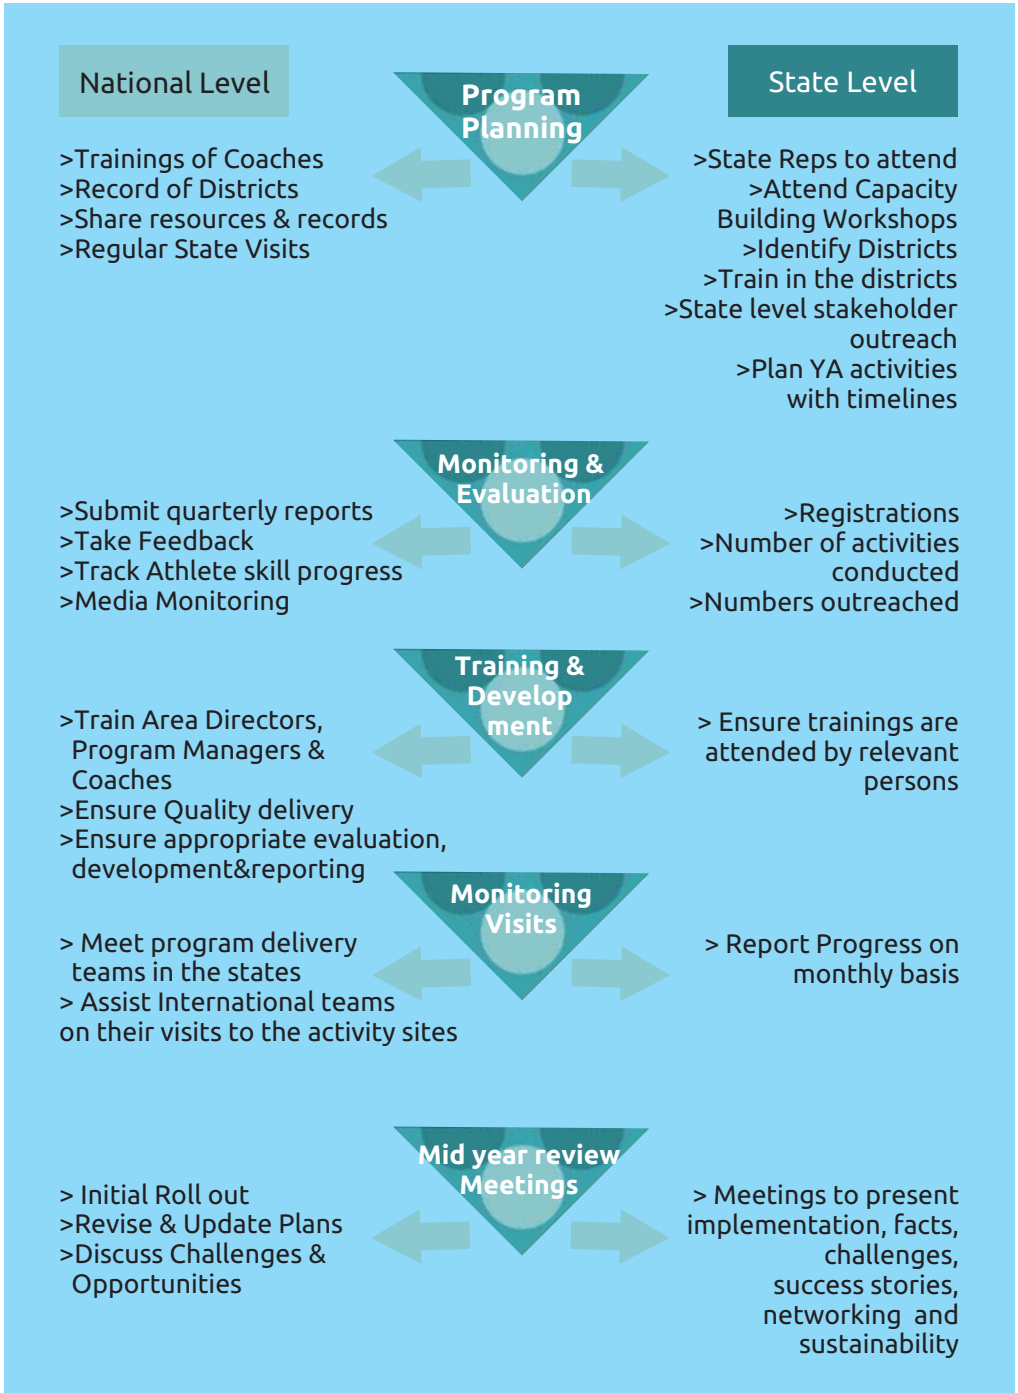 National Level
State Level
Program
Planning
>Trainings of Coaches
>Record of Districts
>Share resources & records
>Regular State Visits
>State Reps to attend
>Attend Capacity
Building Workshops
>Identify Districts
>Train in the districts
>State level stakeholder
outreach
>Plan YA activities
with timelines
Monitoring &
Evaluation
>Submit quarterly reports
>Take Feedback
>Track Athlete skill progress
>Media Monitoring
>Registrations
>Number of activities
conducted
>Numbers outreached
Training &
Develop
ment
>Train Area Directors,
Program Managers &
Coaches
>Ensure Quality delivery
>Ensure appropriate evaluation,
development&reporting
> Ensure trainings are
attended by relevant
persons
Monitoring
Visits
> Meet program delivery
teams in the states
> Assist International teams
on their visits to the activity sites
> Report Progress on
monthly basis
Mid year review
Meetings
> Initial Roll out
>Revise & Update Plans
>Discuss Challenges &
Opportunities
> Meetings to present
implementation, facts,
challenges,
success stories,
networking  and
sustainability